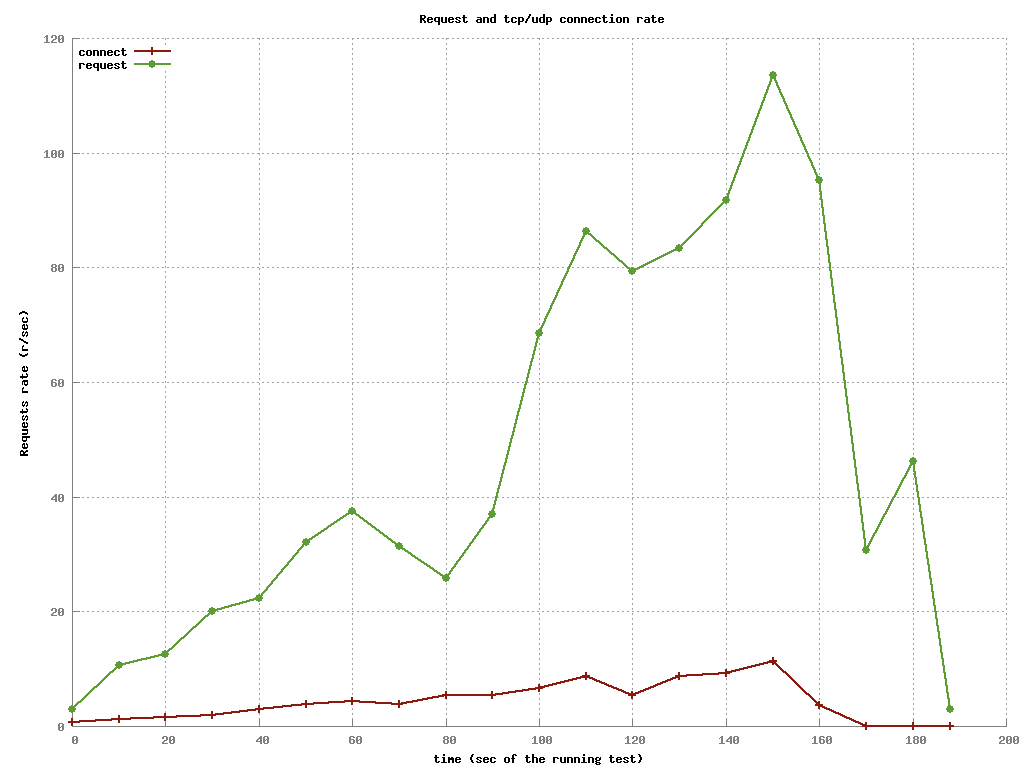 Request and tcp/udp connection rate
120
connect
request
100
80
60
40
20
0
Requests rate (r/sec)
0 20 40 60 80 100 120 140 160 180 200
time (sec of the running test)